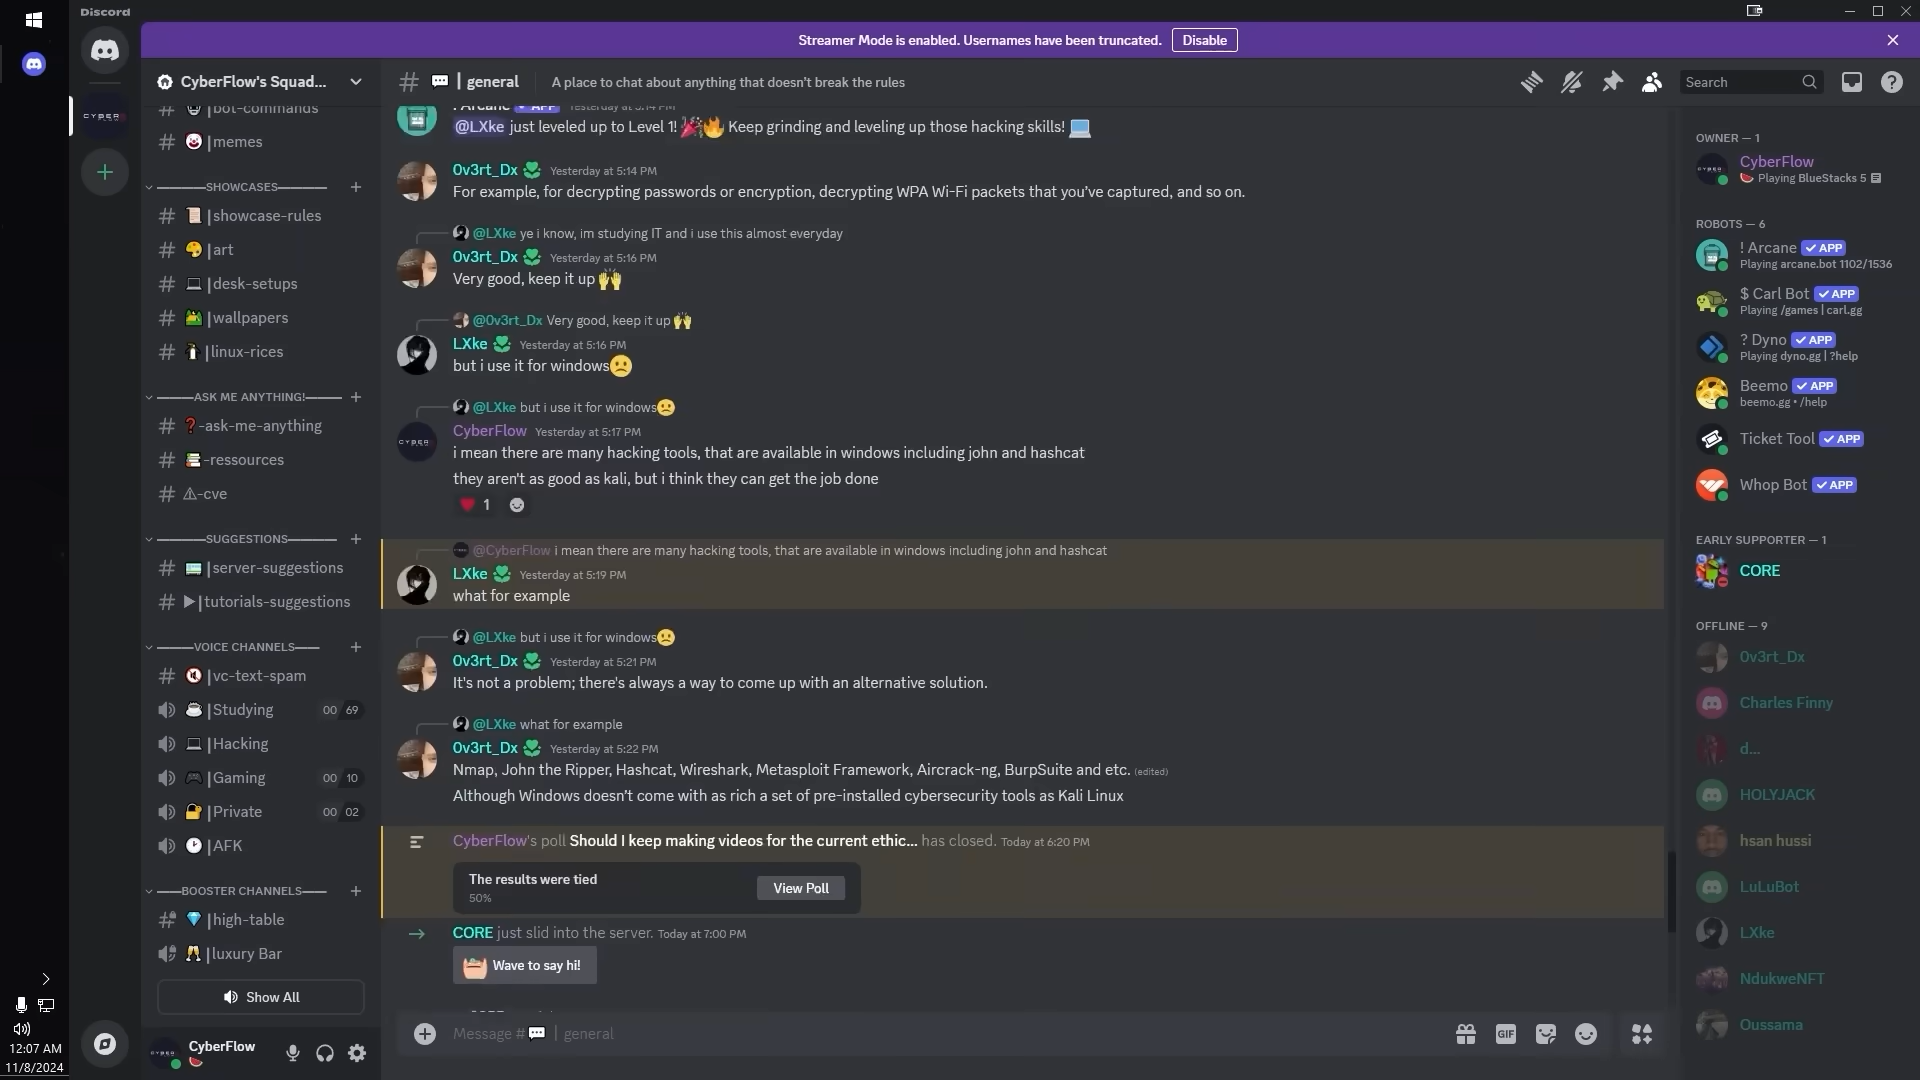 Discord
Streamer Mode is enabled. Usernames have been truncated. Disable
CyberFlow's Squad...
bot-commands
memes
SHOWCASES
showcase-rules
art
desk-setups
wallpapers
linux-rices
ASK ME ANYTHING!
❓-ask-me-anything
-ressources
⚠-cve
SUGGESTIONS
server-suggestions
tutorials-suggestions
VOICE CHANNELS
vc-text-spam
Studying 00 69
Hacking
Gaming 00 10
Private 00 02
AFK
BOOSTER CHANNELS
high-table
luxury Bar
Show All
CyberFlow
12:07 AM
11/8/2024
# 💬 | general A place to chat about anything that doesn't break the rules
Search
! Arcane ✓ APP Yesterday at 5:14 PM
@LXke just leveled up to Level 1! 🎉🔥 Keep grinding and leveling up those hacking skills! 💻
0v3rt_Dx Yesterday at 5:14 PM
For example, for decrypting passwords or encryption, decrypting WPA Wi-Fi packets that you’ve captured, and so on.
@LXke ye i know, im studying IT and i use this almost everyday
0v3rt_Dx Yesterday at 5:16 PM
Very good, keep it up 🙌
@0v3rt_Dx Very good, keep it up 🙌
LXke Yesterday at 5:16 PM
but i use it for windows🙁
@LXke but i use it for windows🙁
CyberFlow Yesterday at 5:17 PM
i mean there are many hacking tools, that are available in windows including john and hashcat
they aren't as good as kali, but i think they can get the job done
❤️ 1
@CyberFlow i mean there are many hacking tools, that are available in windows including john and hashcat
LXke Yesterday at 5:19 PM
what for example
@LXke but i use it for windows🙁
0v3rt_Dx Yesterday at 5:21 PM
It's not a problem; there's always a way to come up with an alternative solution.
@LXke what for example
0v3rt_Dx Yesterday at 5:22 PM
Nmap, John the Ripper, Hashcat, Wireshark, Metasploit Framework, Aircrack-ng, BurpSuite and etc. (edited)
Although Windows doesn’t come with as rich a set of pre-installed cybersecurity tools as Kali Linux
CyberFlow's poll Should I keep making videos for the current ethic... has closed. Today at 6:20 PM
The results were tied
50%
View Poll
CORE just slid into the server. Today at 7:00 PM
Wave to say hi!
Message # 💬 | general
GIF
OWNER — 1
CyberFlow
🍉 Playing BlueStacks 5
ROBOTS — 6
! Arcane ✓ APP
Playing arcane.bot 1102/1536
$ Carl Bot ✓ APP
Playing /games | carl.gg
? Dyno ✓ APP
Playing dyno.gg | ?help
Beemo ✓ APP
beemo.gg • /help
Ticket Tool ✓ APP
Whop Bot ✓ APP
EARLY SUPPORTER — 1
CORE
OFFLINE — 9
0v3rt_Dx
Charles Finny
d...
HOLYJACK
hsan hussi
LuLuBot
LXke
NdukweNFT
Oussama